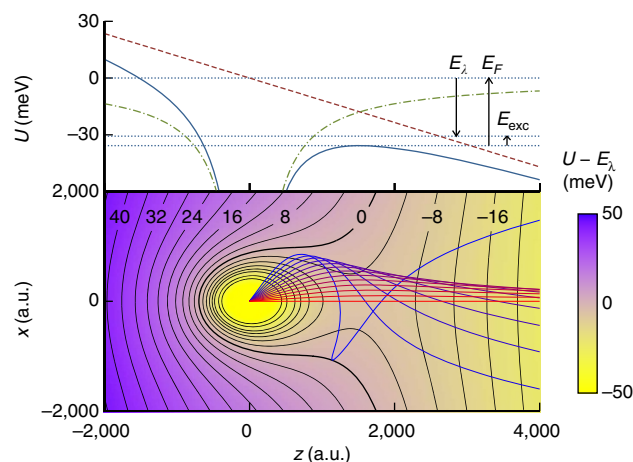 30
0
−30
U (meV)
E_λ
E_F
E_exc
2,000
0
−2,000
x (a.u.)
40 32 24 16 8 0 −8 −16
−2,000 0 2,000 4,000
z (a.u.)
U − E_λ
(meV)
50
−50